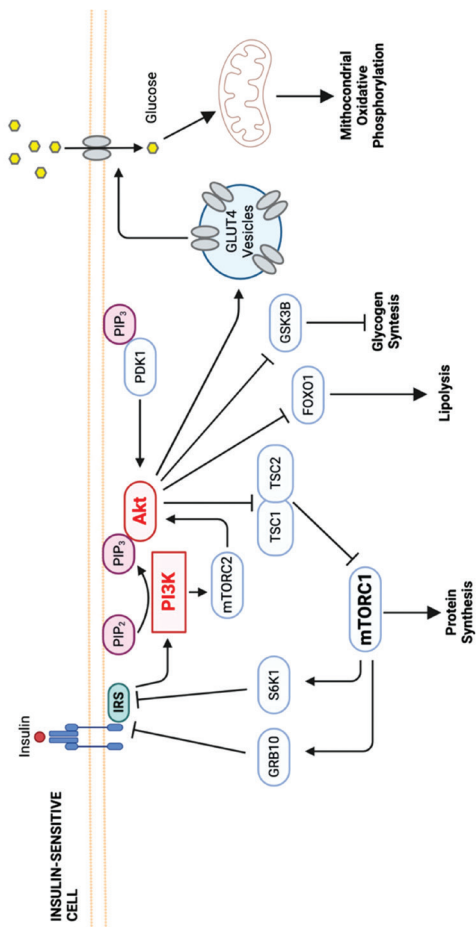 INSULIN-SENSITIVE
CELL
Insulin
IRS
PIP₂
PIP₃
PI3K
Akt
mTORC2
PDK1
PIP₃
Glucose
GLUT4
Vesicles
GRB10
S6K1
TSC1
TSC2
FOXO1
GSK3B
mTORC1
Protein
Synthesis
Lipolysis
Glycogen
Syntesis
Mithocondrial
Oxidative
Phosphorylation